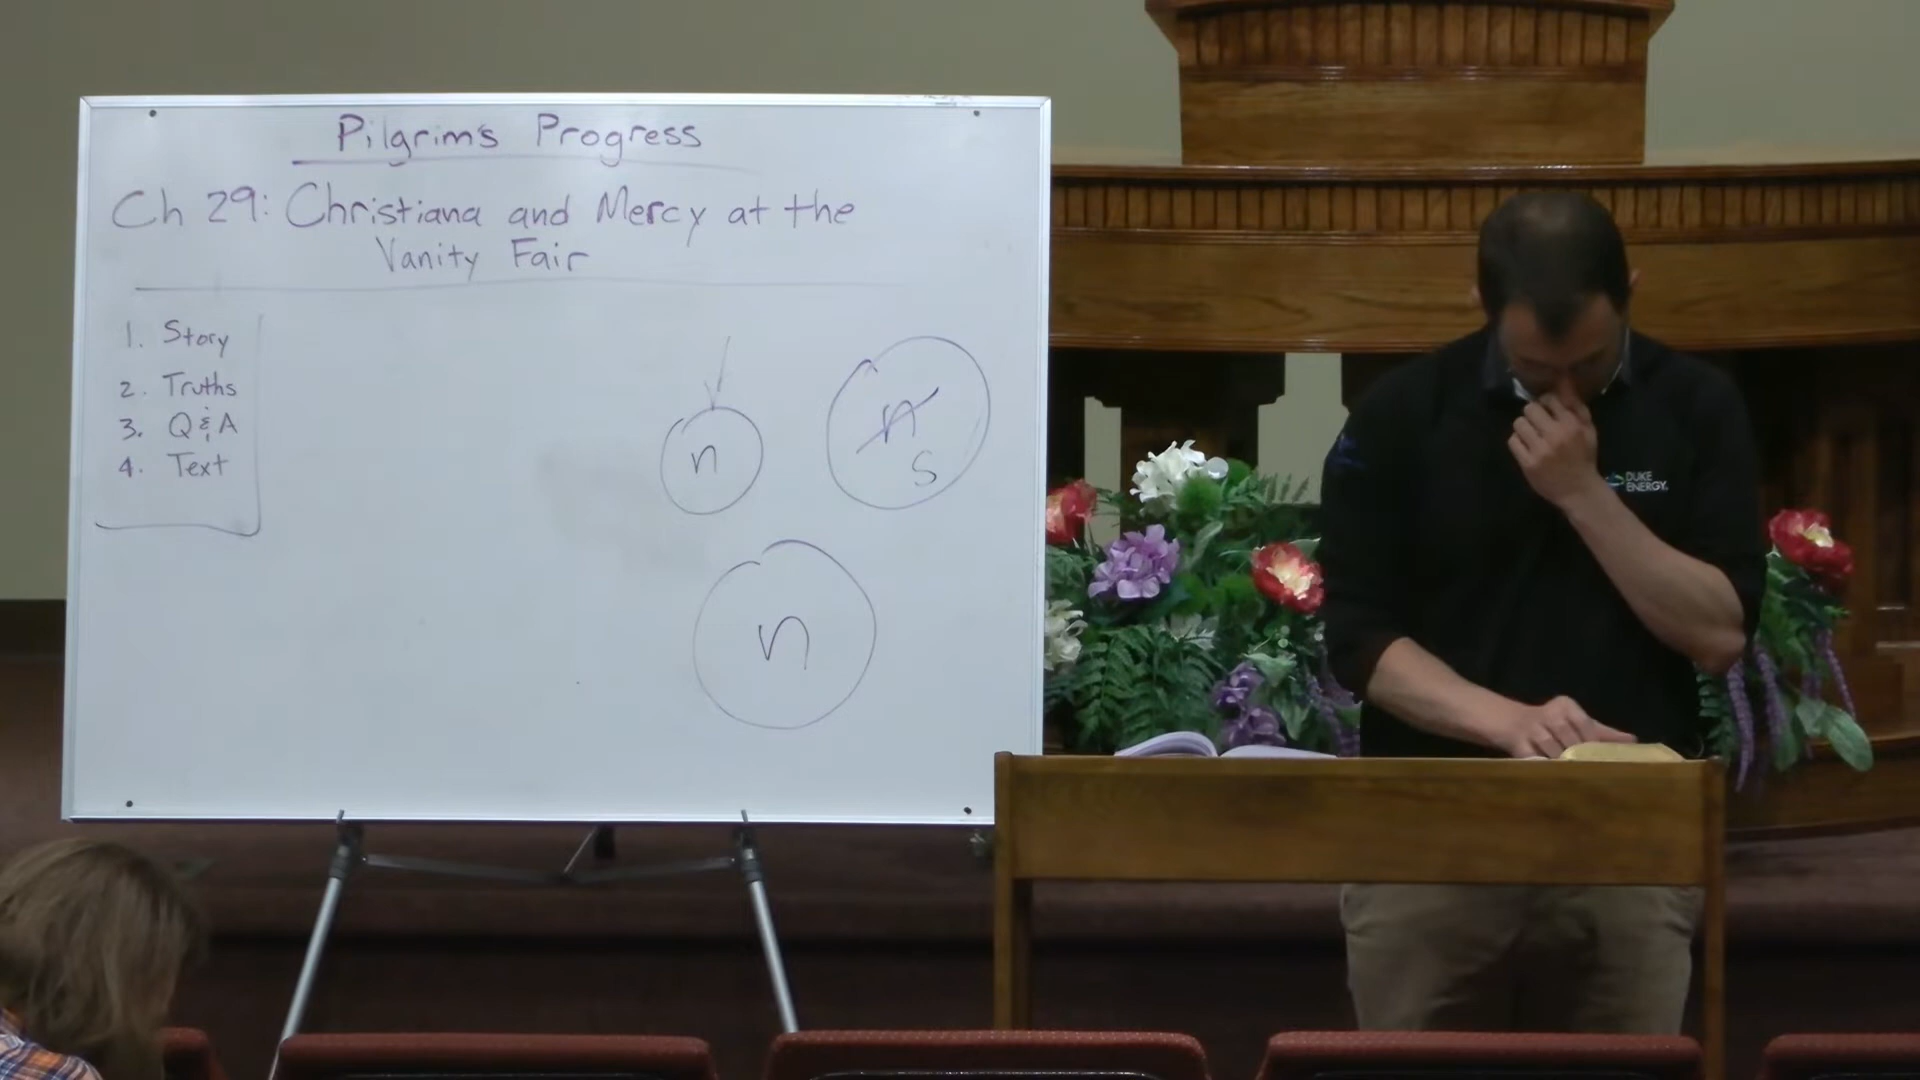 Pilgrim's Progress
Ch 29: Christiana and Mercy at the
Vanity Fair
1. Story
2. Truths
3. Q & A
4. Text
n
n
s
n
DUKE
ENERGY.